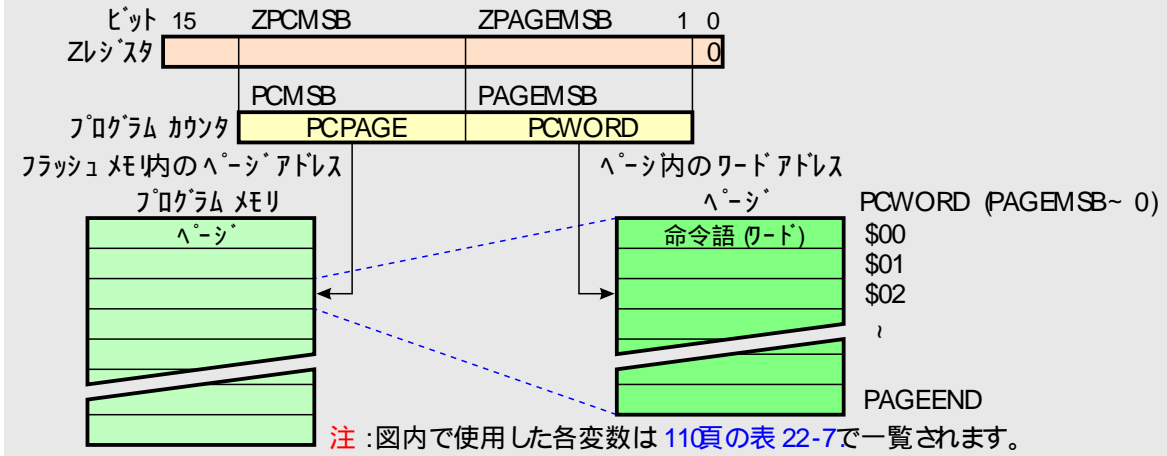 ビット 15 ZPCMSB ZPAGEMSB 1 0
Zレジスタ 0
PCMSB PAGEMSB
プログラム カウンタ PCPAGE PCWORD
フラッシュ メモリ内のページ アドレス ページ内のワード アドレス
プログラム メモリ ページ PCWORD (PAGEMSB~0)
ページ 命令語 (ワード) $00
$01
$02
~
PAGEEND
注 : 図内で使用した各変数は 110頁の表 22-7.で一覧されます。